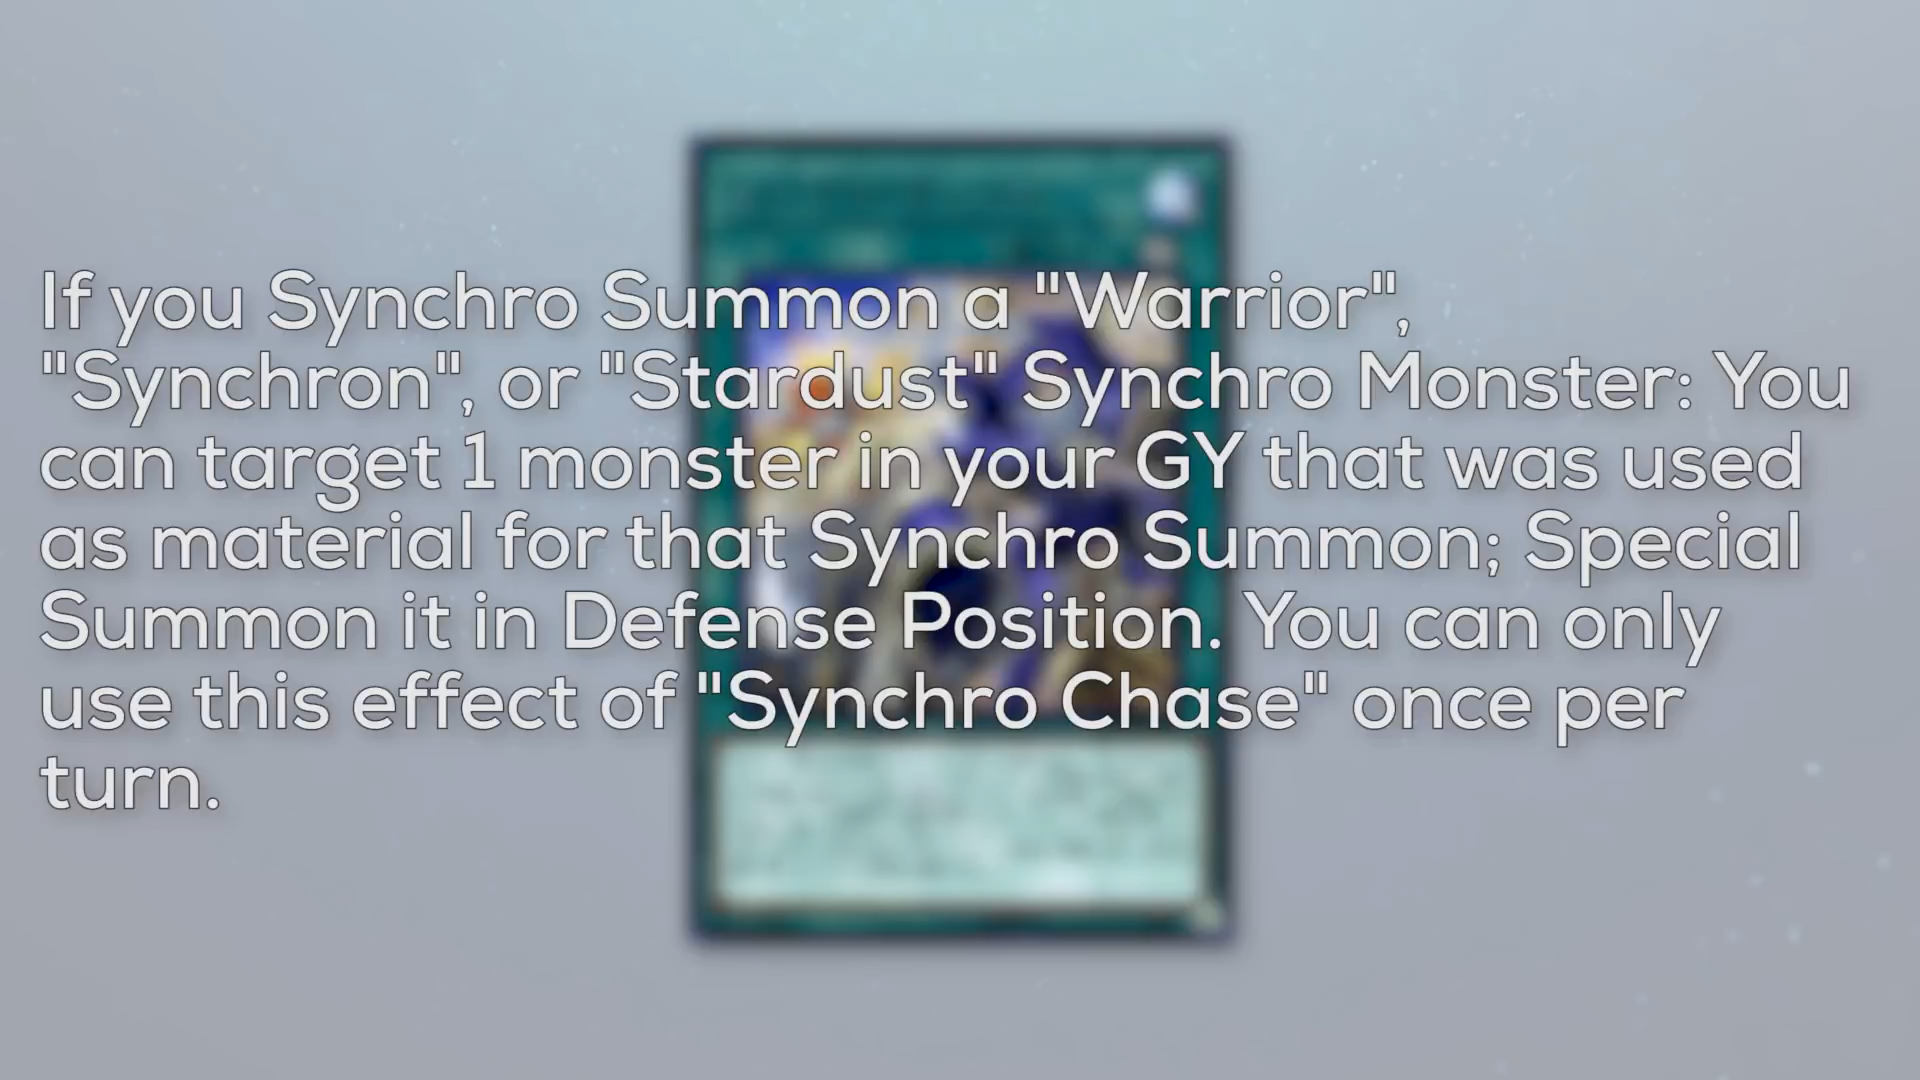 If you Synchro Summon a "Warrior",
"Synchron", or "Stardust" Synchro Monster: You
can target 1 monster in your GY that was used
as material for that Synchro Summon; Special
Summon it in Defense Position. You can only
use this effect of "Synchro Chase" once per
turn.